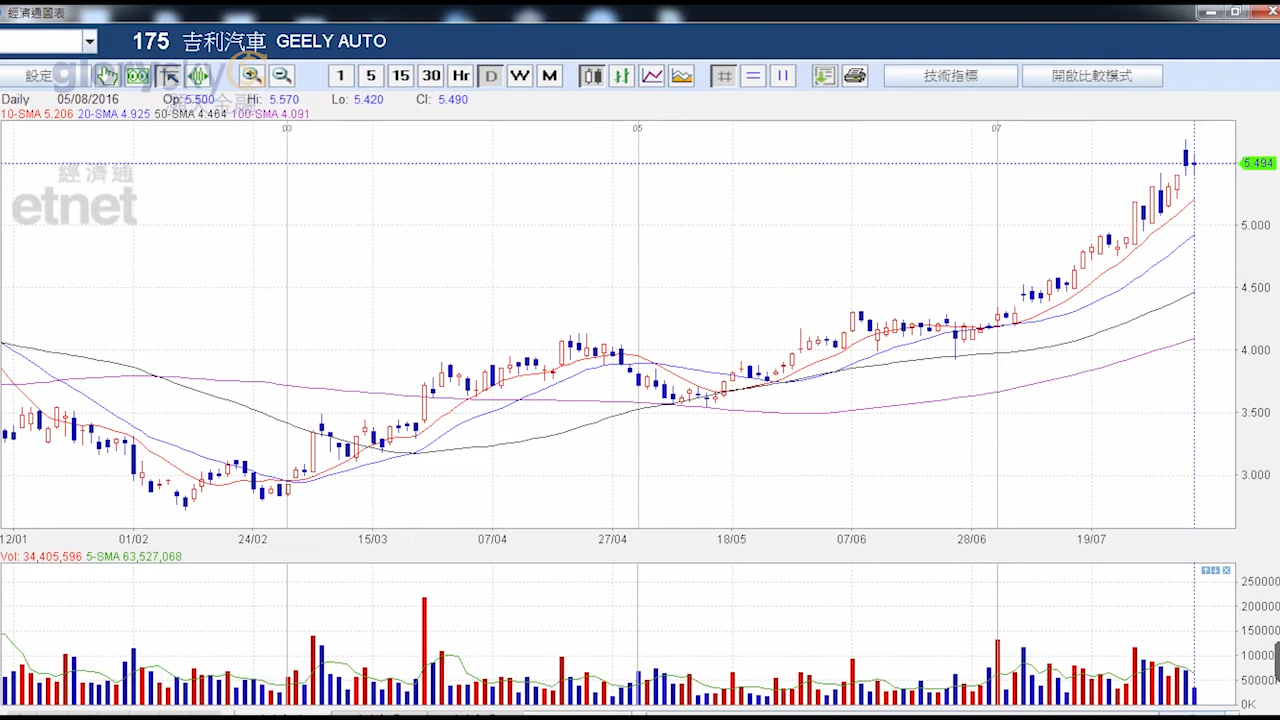 經濟通圖表
175 吉利汽車 GEELY AUTO
設定 1 5 15 30 Hr D W M 技術指標 開啟比較模式
glorysky
Daily 05/08/2016 Op: 5.500 Hi: 5.570 Lo: 5.420 Cl: 5.490
10-SMA 5.206 20-SMA 4.925 50-SMA 4.464 100-SMA 4.091
03 05 07
經濟通
etnet
5.494
5.000
4.500
4.000
3.500
3.000
12/01 01/02 24/02 15/03 07/04 27/04 18/05 07/06 28/06 19/07
Vol: 34,405,596 5-SMA 63,527,068
250000
200000
150000
100000
50000K
0K